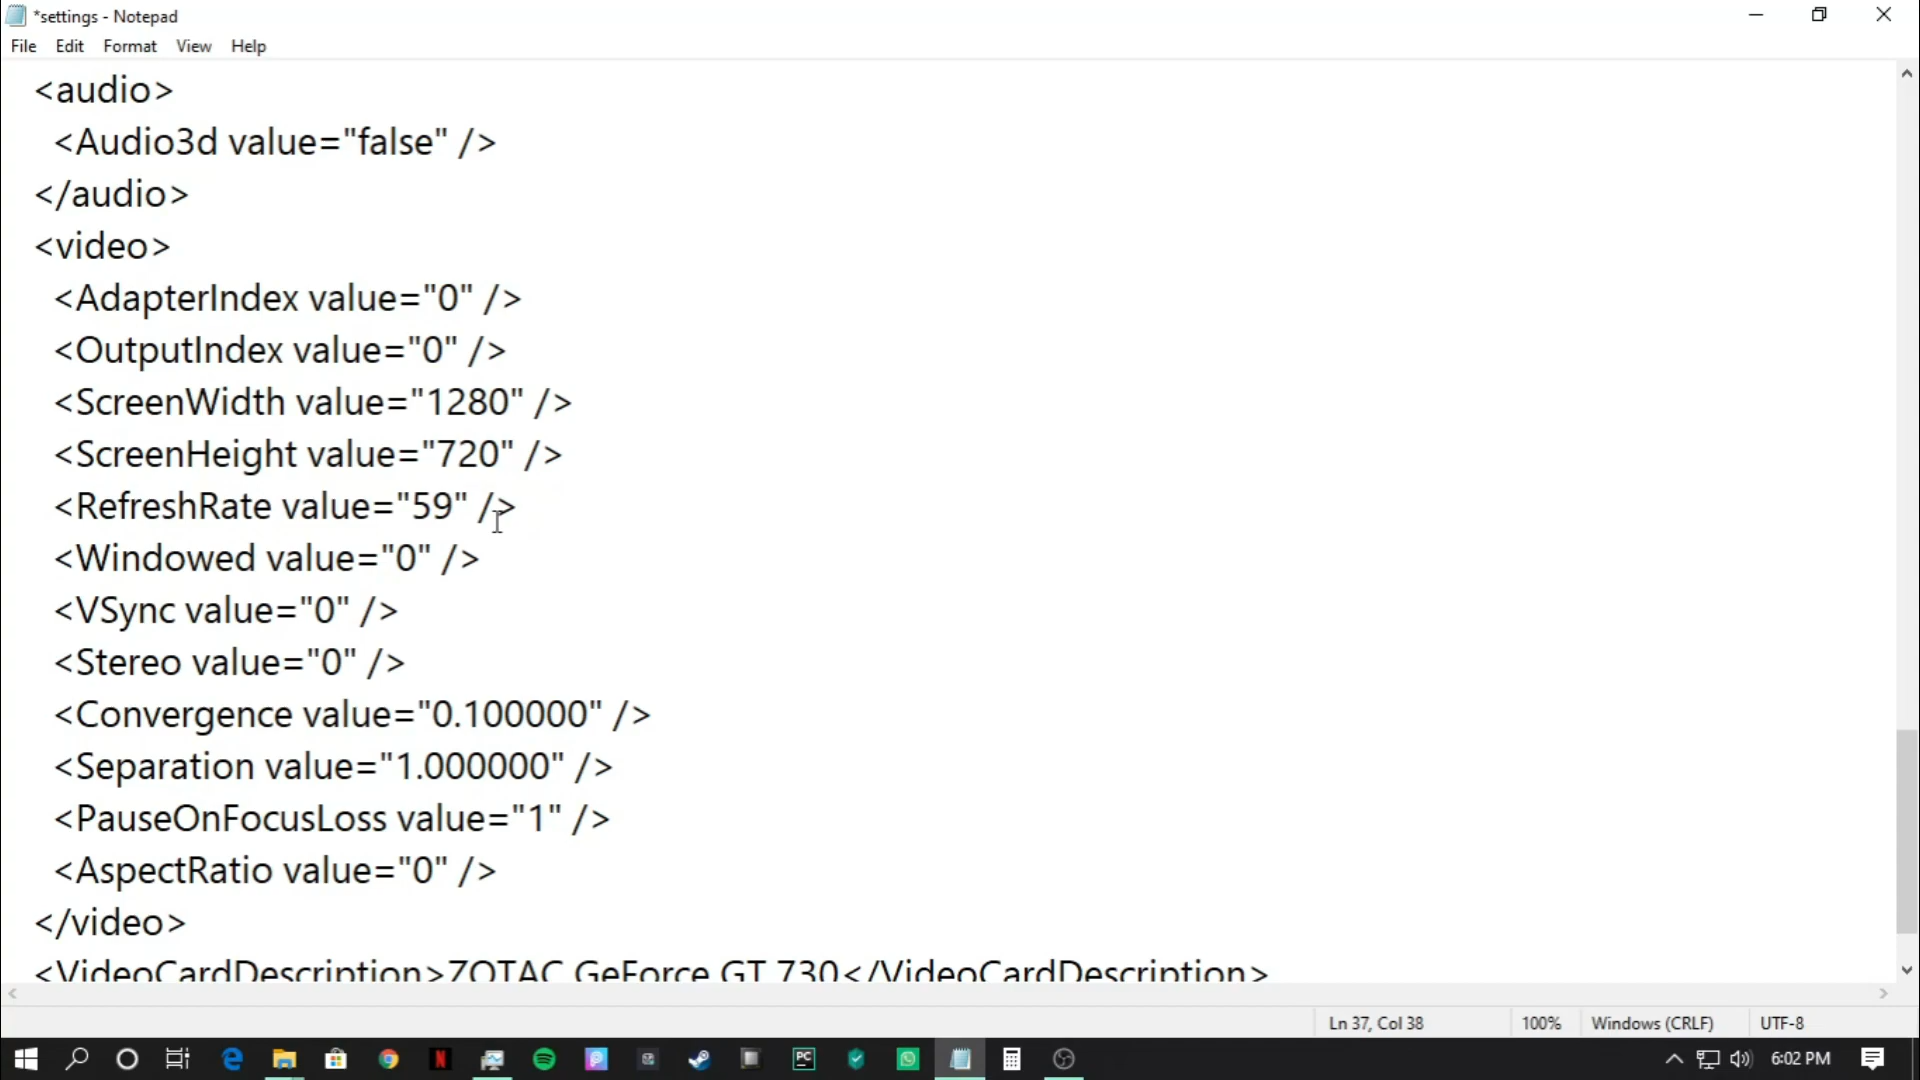 *settings - Notepad
File Edit Format View Help
<audio>
<Audio3d value="false" />
</audio>
<video>
<AdapterIndex value="0" />
<OutputIndex value="0" />
<ScreenWidth value="1280" />
<ScreenHeight value="720" />
<RefreshRate value="59" />
<Windowed value="0" />
<VSync value="0" />
<Stereo value="0" />
<Convergence value="0.100000" />
<Separation value="1.000000" />
<PauseOnFocusLoss value="1" />
<AspectRatio value="0" />
</video>
<VideoCardDescription>ZOTAC GeForce GT 730</VideoCardDescription>
Ln 37, Col 38 100% Windows (CRLF) UTF-8
PC 6:02 PM